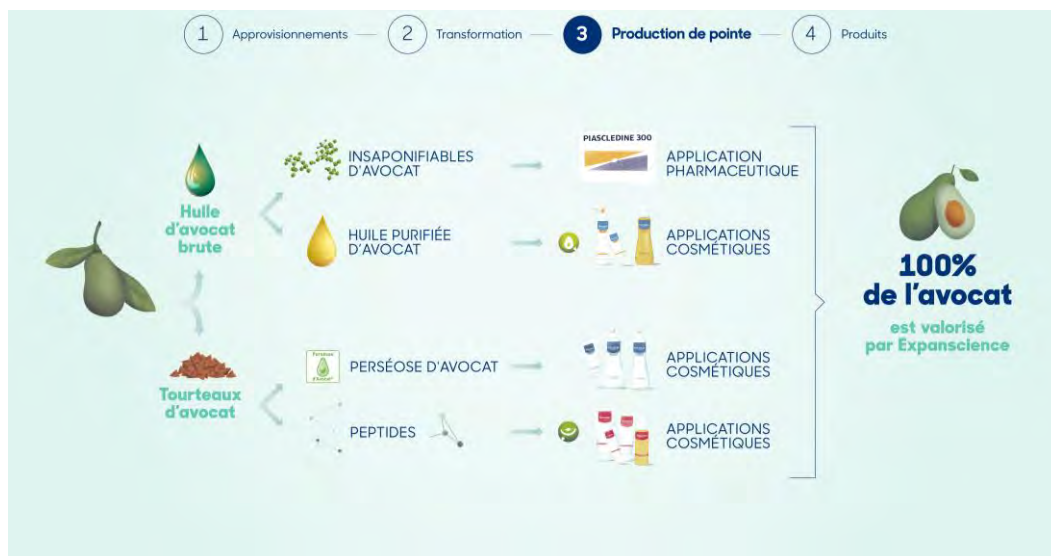 1 Approvisionnements
2 Transformation
3 Production de pointe
4 Produits
Huile
d'avocat
brute
Tourteaux
d'avocat
INSAPONIFIABLES
D'AVOCAT
PIASCLEDINE 300
APPLICATION
PHARMACEUTIQUE
HUILE PURIFIÉE
D'AVOCAT
APPLICATIONS
COSMÉTIQUES
PERSÉOSE D'AVOCAT
APPLICATIONS
COSMÉTIQUES
PEPTIDES
APPLICATIONS
COSMÉTIQUES
100%
de l'avocat
est valorisé
par Expanscience